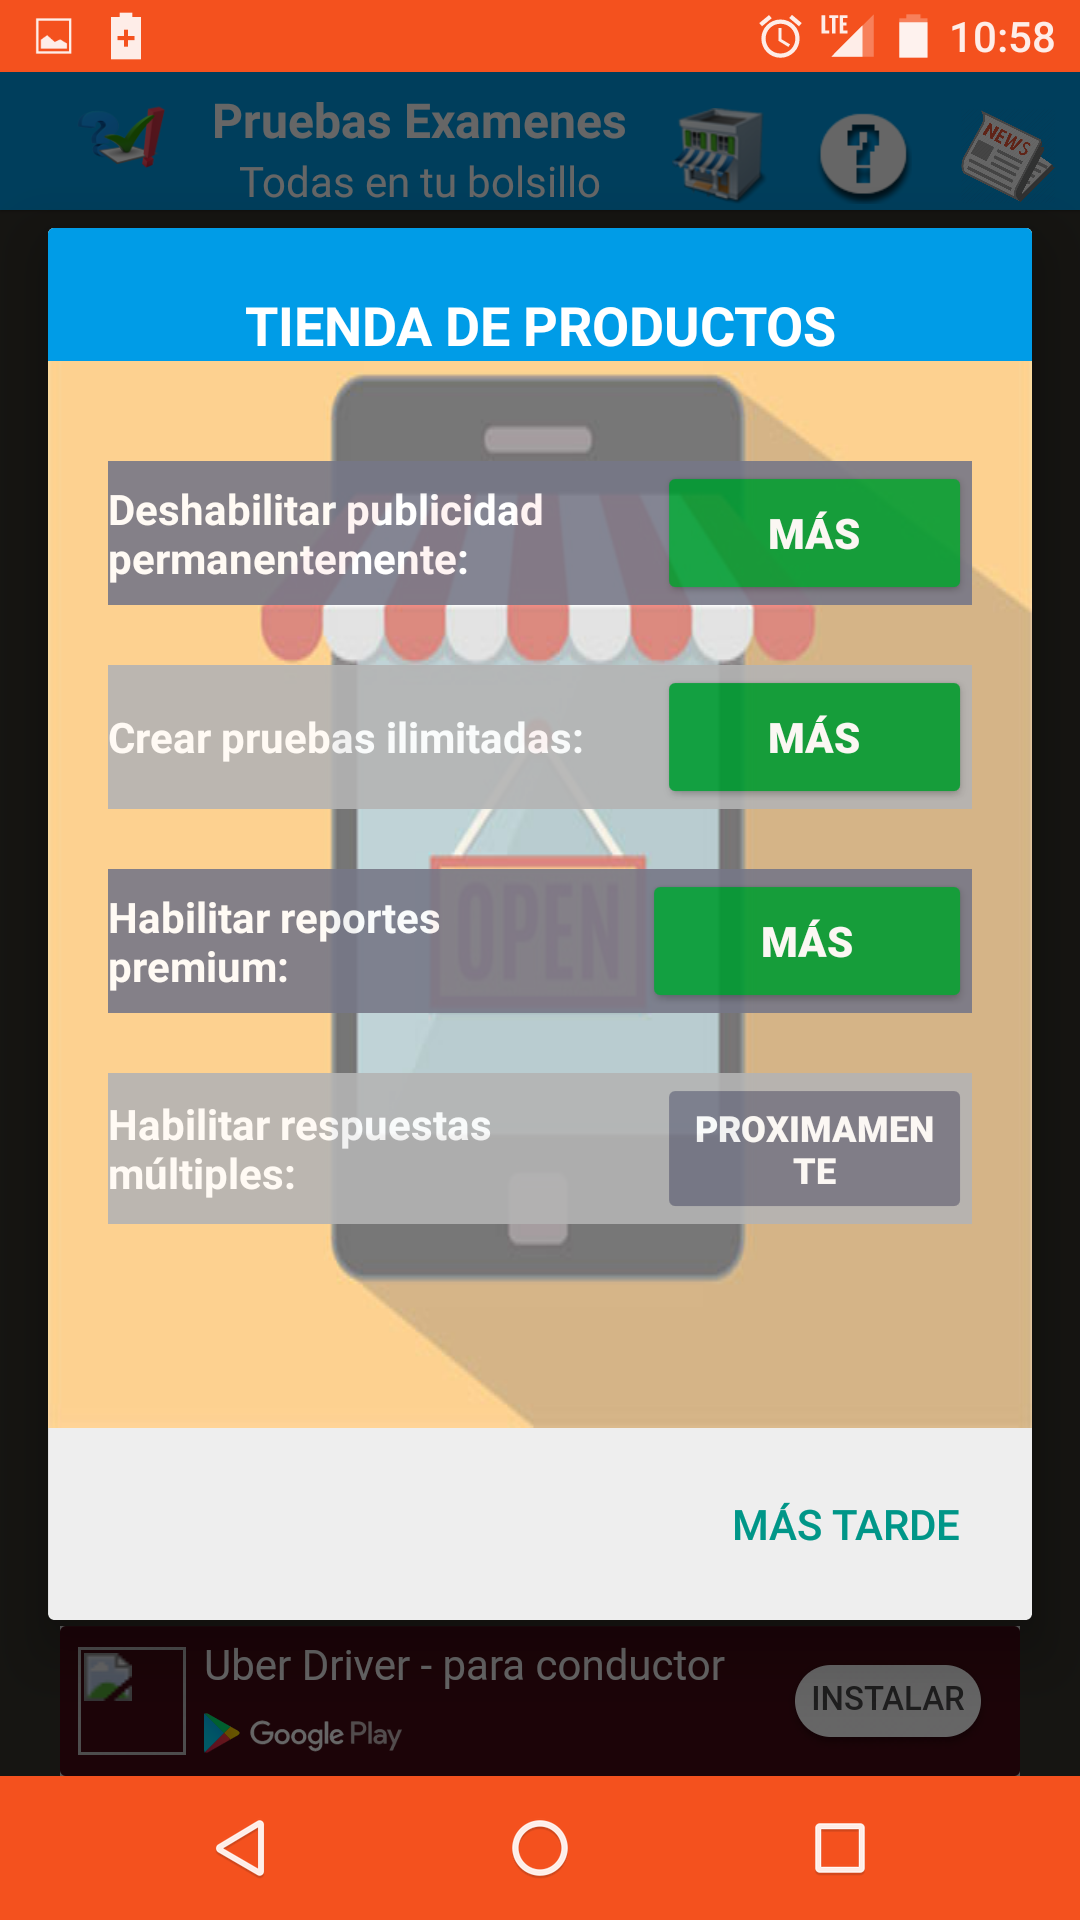 LTE 10:58
Pruebas Examenes
Todas en tu bolsillo
NEWS
TIENDA DE PRODUCTOS
Deshabilitar publicidad
permanentemente:
MÁS
Crear pruebas ilimitadas:
MÁS
OPEN
Habilitar reportes
premium:
MÁS
Habilitar respuestas
múltiples:
PROXIMAMEN
TE
MÁS TARDE
Uber Driver - para conductor
Google Play
INSTALAR